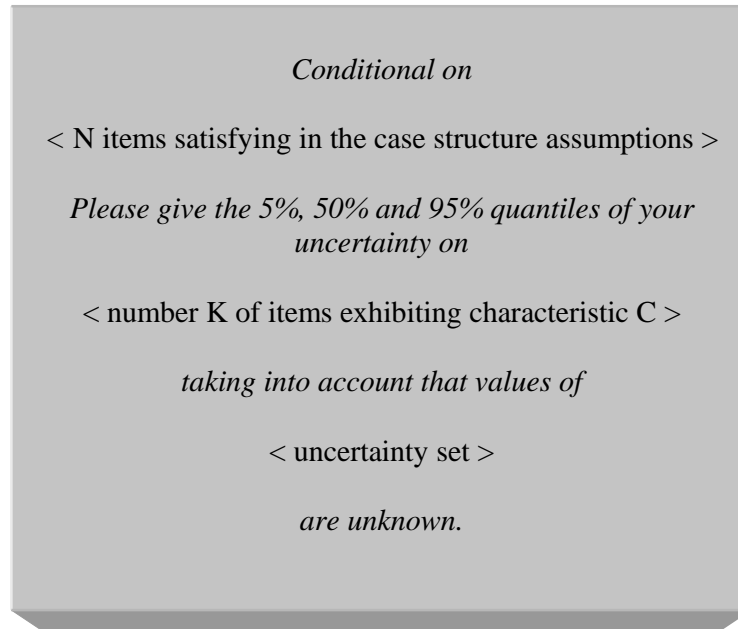 Conditional on
< N items satisfying in the case structure assumptions >
Please give the 5%, 50% and 95% quantiles of your
uncertainty on
< number K of items exhibiting characteristic C >
taking into account that values of
< uncertainty set >
are unknown.